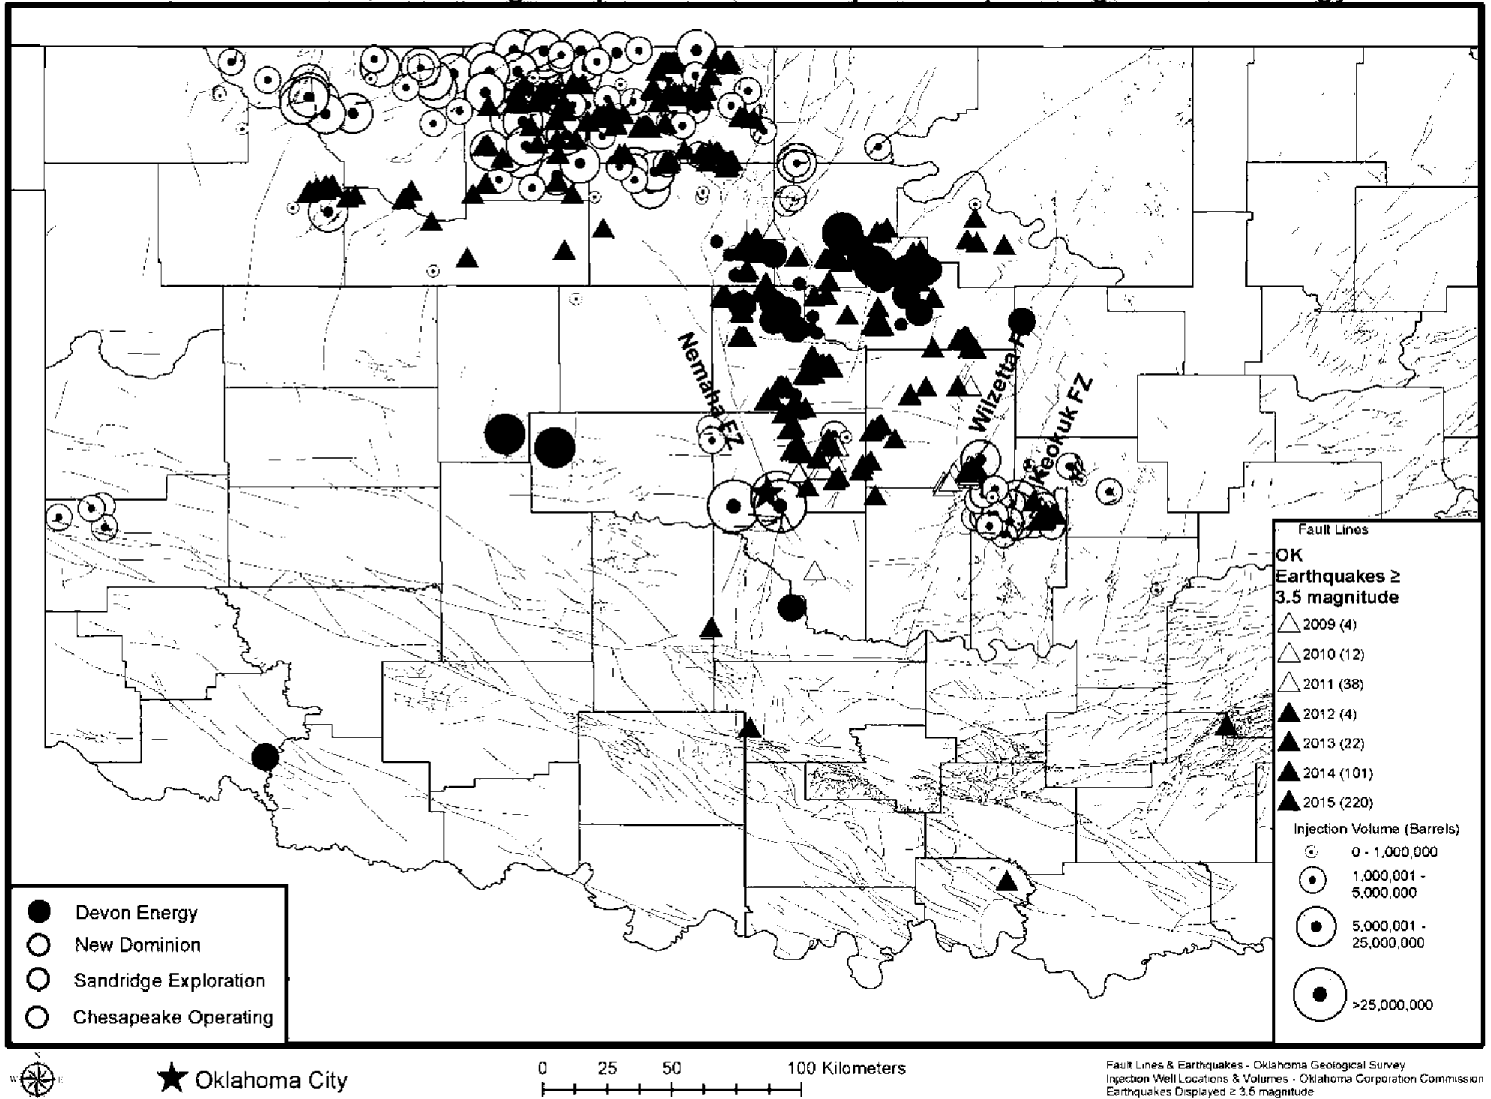 Nemaha FZ
Wilzetta
Keokuk FZ
Fault Lines
OK
Earthquakes ≥
3.5 magnitude
2009 (4)
2010 (12)
2011 (38)
2012 (4)
2013 (22)
2014 (101)
2015 (220)
Injection Volume (Barrels)
0 - 1,000,000
1,000,001 -
5,000,000
5,000,001 -
25,000,000
>25,000,000
Devon Energy
New Dominion
Sandridge Exploration
Chesapeake Operating
N
W
E
Oklahoma City
0 25 50 100 Kilometers
Fault Lines & Earthquakes - Oklahoma Geological Survey
Injection Well Locations & Volumes - Oklahoma Corporation Commission
Earthquakes Displayed ≥ 3.5 magnitude